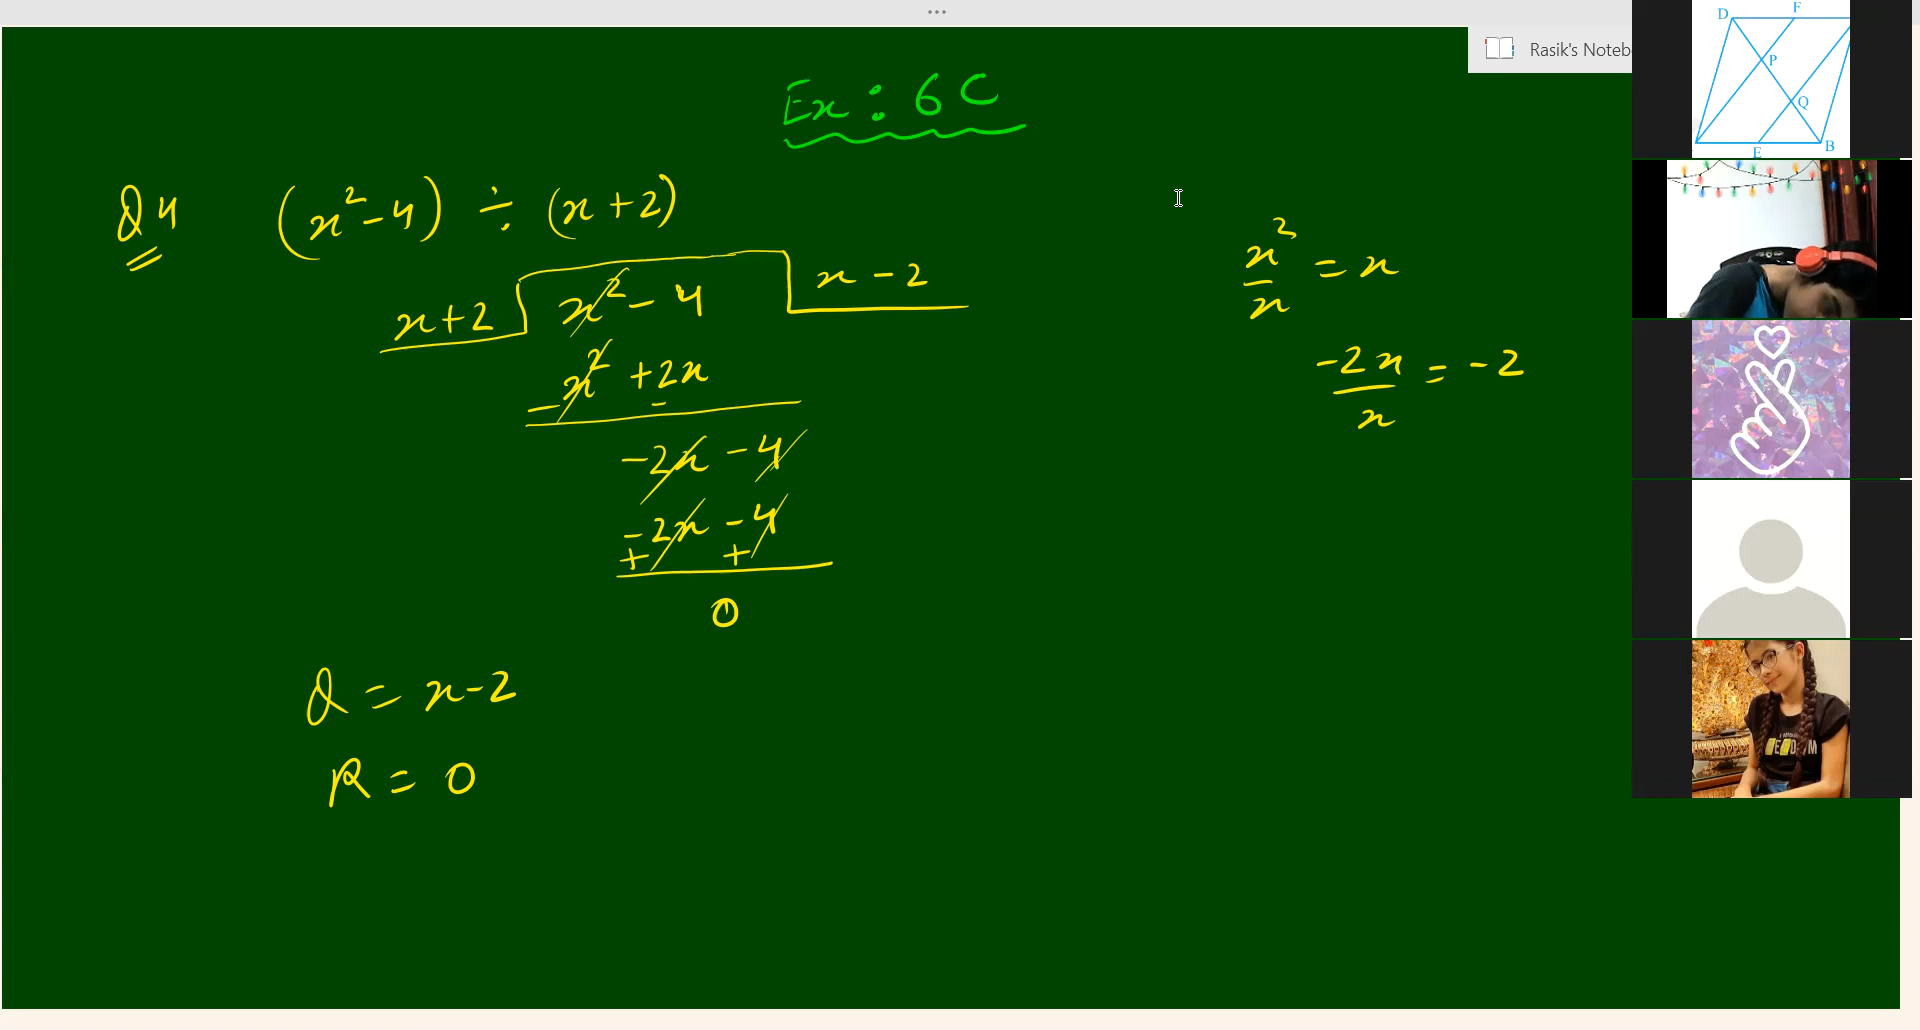 Rasik's Noteb
Ex : 6 C
Q4 (x² - 4) ÷ (x + 2)
x+2 x² - 4 x - 2
x² + 2x
- -
-2x - 4
-2x - 4
+ +
0
Q = x-2
R = 0
x²/x = x
-2x/x = -2
D F
P
Q
E B